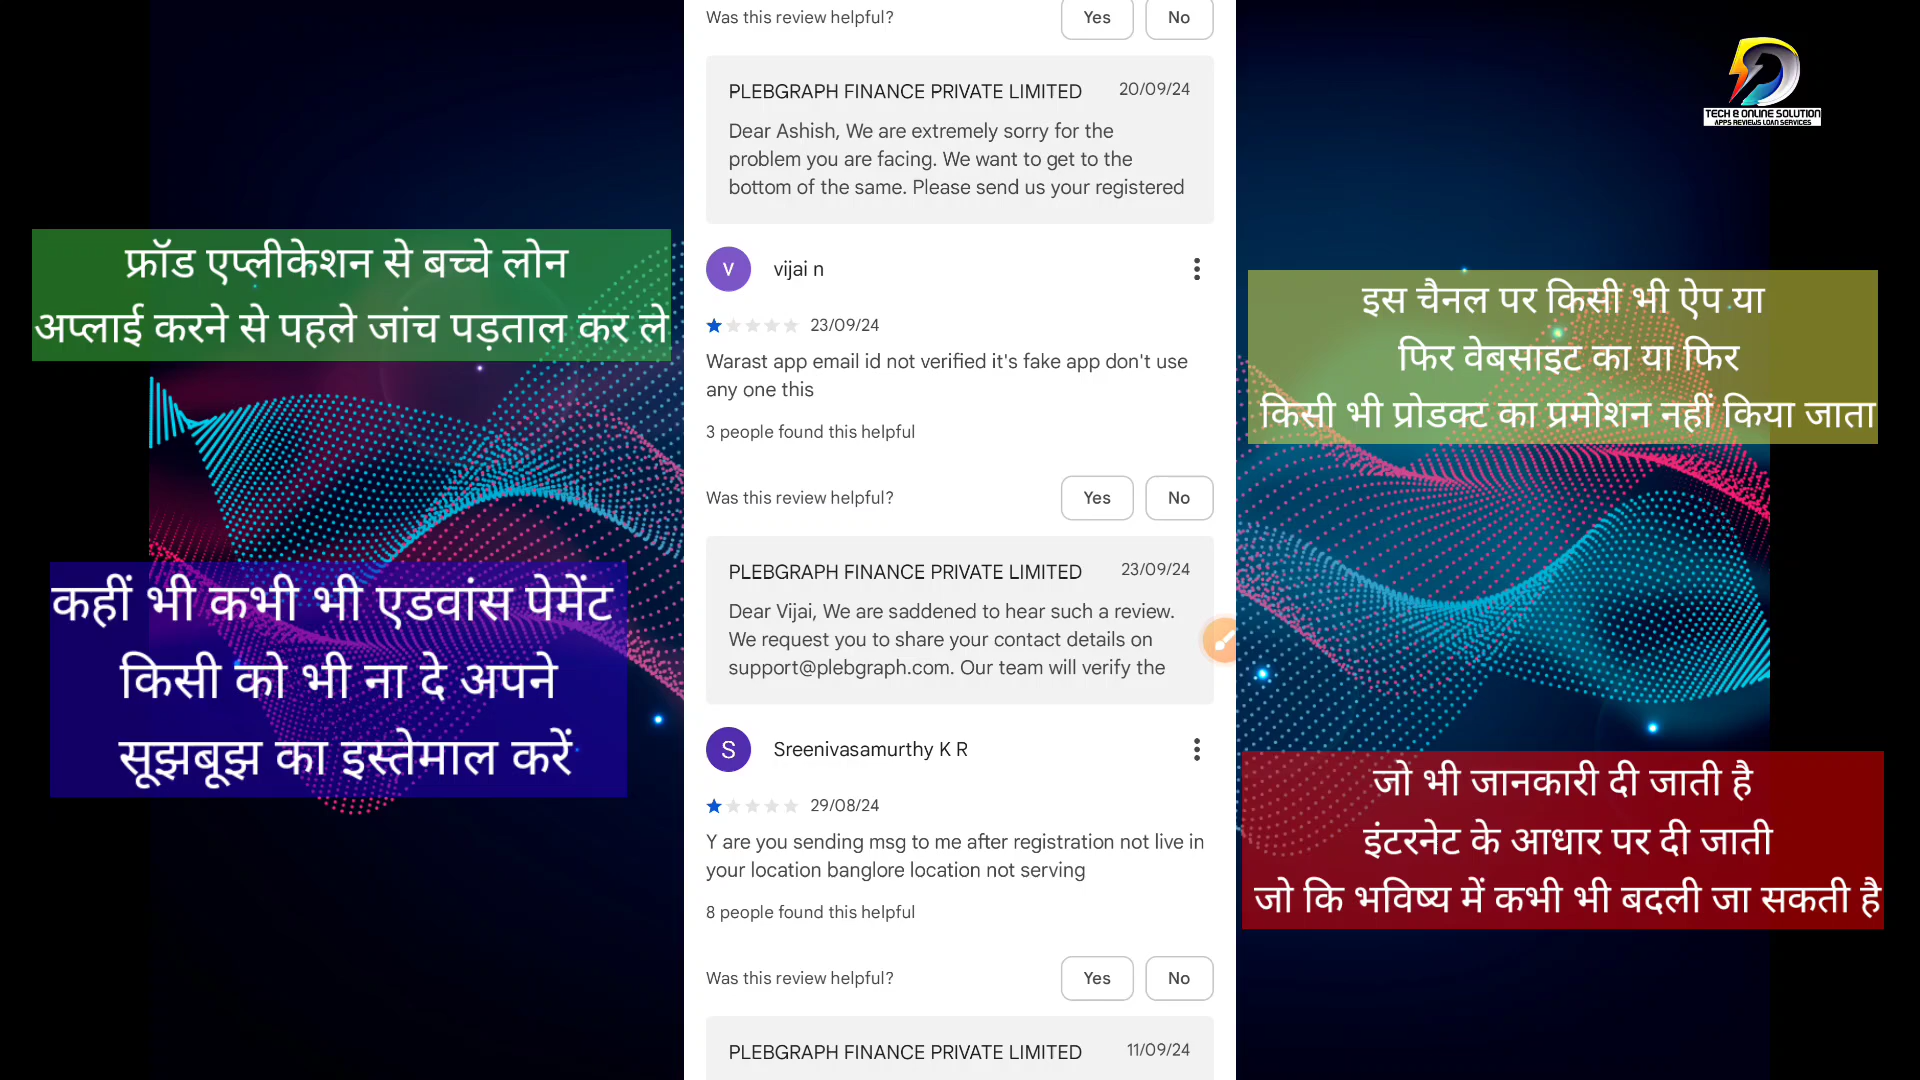 फ्रॉड एप्लीकेशन से बच्चे लोन
अप्लाई करने से पहले जांच पड़ताल कर ले
कहीं भी कभी भी एडवांस पेमेंट
किसी को भी ना दे अपने
सूझबूझ का इस्तेमाल करें
Was this review helpful? Yes No
PLEBGRAPH FINANCE PRIVATE LIMITED 20/09/24
Dear Ashish, We are extremely sorry for the
problem you are facing. We want to get to the
bottom of the same. Please send us your registered
V vijai n
23/09/24
Warast app email id not verified it's fake app don't use
any one this
3 people found this helpful
Was this review helpful? Yes No
PLEBGRAPH FINANCE PRIVATE LIMITED 23/09/24
Dear Vijai, We are saddened to hear such a review.
We request you to share your contact details on
support@plebgraph.com. Our team will verify the
S Sreenivasamurthy K R
29/08/24
Y are you sending msg to me after registration not live in
your location banglore location not serving
8 people found this helpful
Was this review helpful? Yes No
PLEBGRAPH FINANCE PRIVATE LIMITED 11/09/24
TECH & ONLINE SOLUTION
APPS REVIEWS LOAN SERVICES
इस चैनल पर किसी भी ऐप या
फिर वेबसाइट का या फिर
किसी भी प्रोडक्ट का प्रमोशन नहीं किया जाता
जो भी जानकारी दी जाती है
इंटरनेट के आधार पर दी जाती
जो कि भविष्य में कभी भी बदली जा सकती है